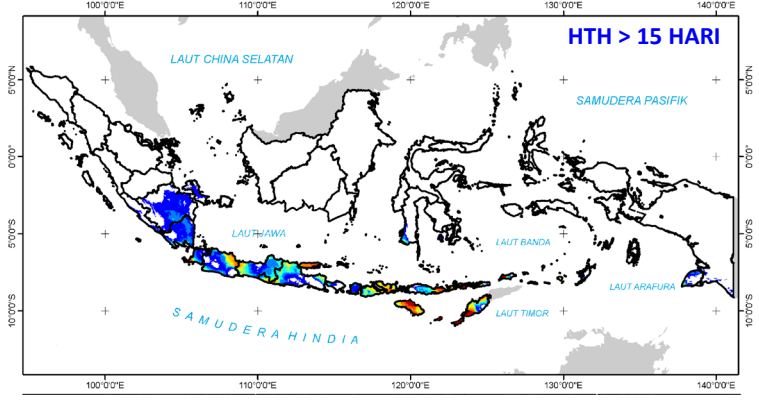 100°0'0"E 110°0'0"E 120°0'0"E 130°0'0"E 140°0'0"E
HTH > 15 HARI
LAUT CHINA SELATAN
5°0'0"N 5°0'0"N
SAMUDERA PASIFIK
0°0'0" 0°0'0"
LAUT JAWA
5°0'0"S 5°0'0"S
LAUT BANDA
LAUT ARAFURA
10°0'0"S 10°0'0"S
SAMUDERA HINDIA
LAUT TIMOR
100°0'0"E 110°0'0"E 120°0'0"E 130°0'0"E 140°0'0"E